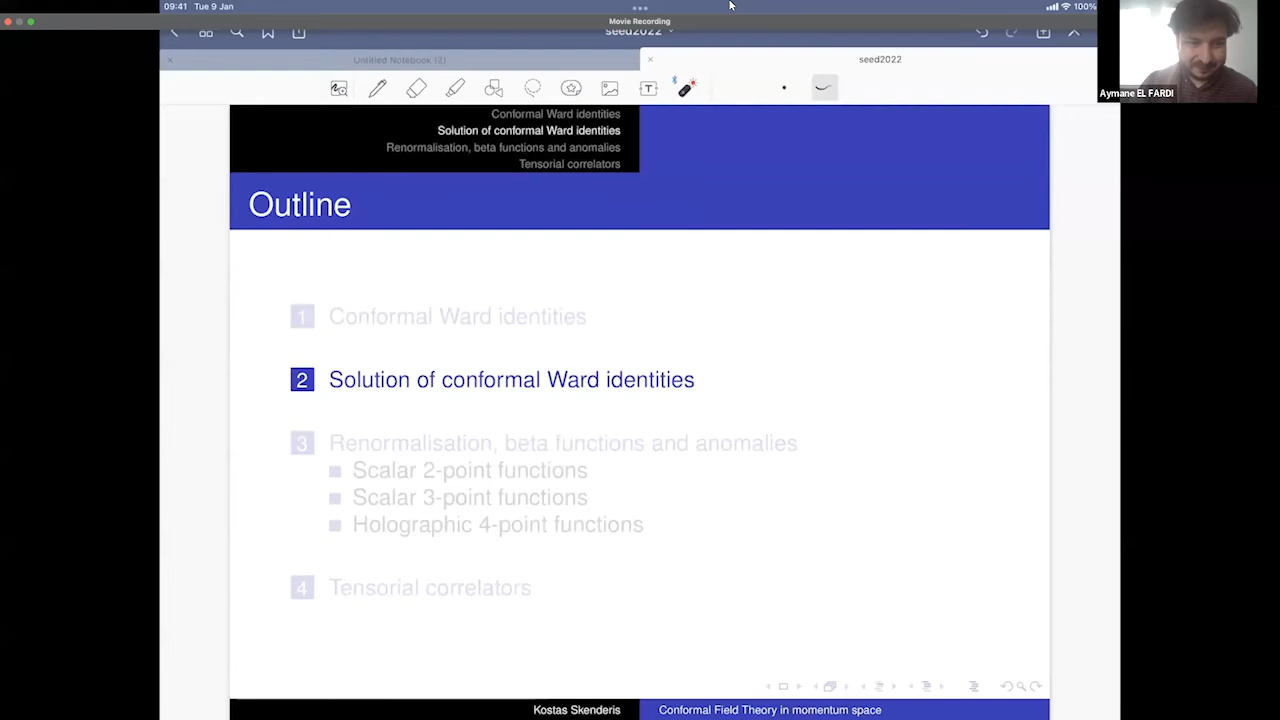 09:41 Tue 9 Jan
100%
Movie Recording
seed2022
Untitled Notebook (2)
seed2022
T
Aymane EL FARDI
Conformal Ward identities
Solution of conformal Ward identities
Renormalisation, beta functions and anomalies
Tensorial correlators
Outline
1 Conformal Ward identities
2 Solution of conformal Ward identities
3 Renormalisation, beta functions and anomalies
Scalar 2-point functions
Scalar 3-point functions
Holographic 4-point functions
4 Tensorial correlators
Kostas Skenderis
Conformal Field Theory in momentum space